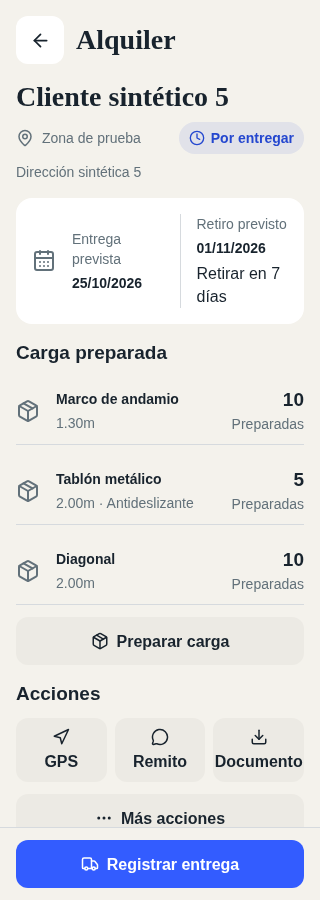 Alquiler
Cliente sintético 5
Zona de prueba
Por entregar
Dirección sintética 5
Entrega
prevista
25/10/2026
Retiro previsto
01/11/2026
Retirar en 7
días
Carga preparada
Marco de andamio
10
1.30m
Preparadas
Tablón metálico
5
2.00m · Antideslizante
Preparadas
Diagonal
10
2.00m
Preparadas
Preparar carga
Acciones
GPS
Remito
Documento
Más acciones
Registrar entrega